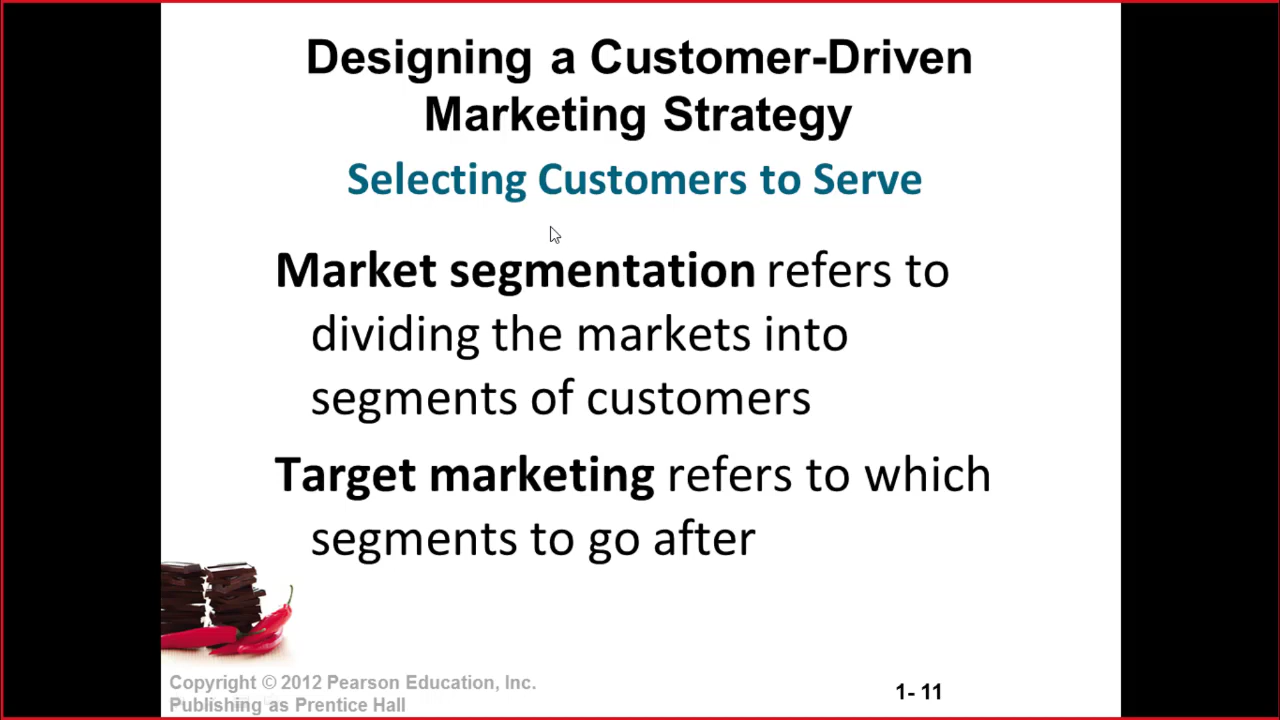 Designing a Customer-Driven
Marketing Strategy
Selecting Customers to Serve
Market segmentation refers to
dividing the markets into
segments of customers
Target marketing refers to which
segments to go after
Copyright © 2012 Pearson Education, Inc.
Publishing as Prentice Hall
1- 11